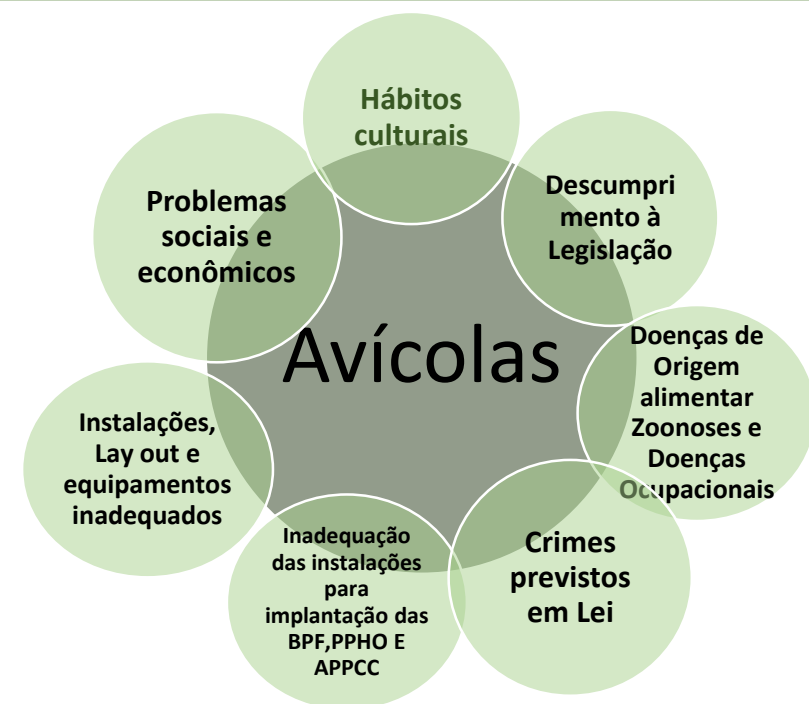 Hábitos
culturais
Descumpri
mento à
Legislação
Doenças de
Origem
alimentar
Zoonoses e
Doenças
Ocupacionais
Crimes
previstos
em Lei
Inadequação
das instalações
para
implantação das
BPF,PPHO E
APPCC
Instalações,
Lay out e
equipamentos
inadequados
Problemas
sociais e
econômicos
Avícolas